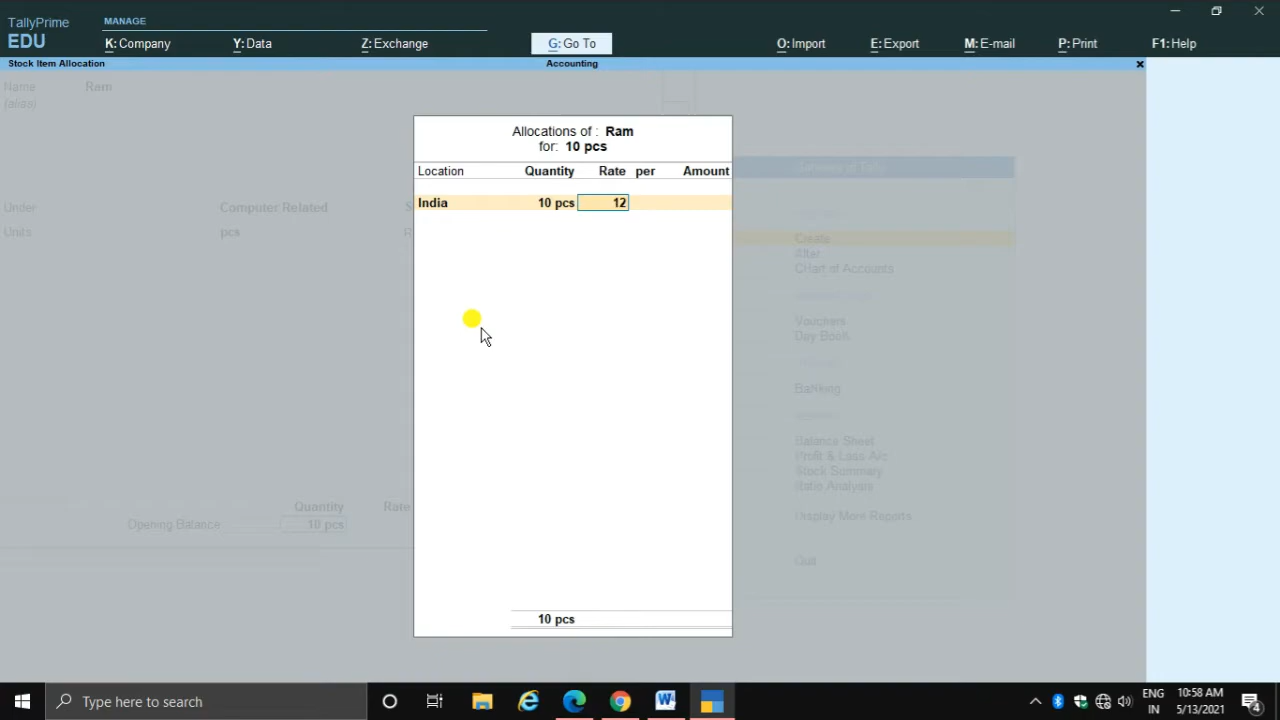 TallyPrime
EDU
MANAGE
K: Company
Y: Data
Z: Exchange
G: Go To
O: Import
E: Export
M: E-mail
P: Print
F1: Help
Stock Item Allocation
Accounting
Name
Ram
(alias)
Allocations of : Ram
for: 10 pcs
Location Quantity Rate per Amount
India 10 pcs 12
Under
Computer Related
Units
pcs
Gateway of Tally
Create
Alter
CHart of Accounts
Vouchers
Day Book
BaNking
Balance Sheet
Profit & Loss A/c
Stock Summary
Ratio Analysis
Display More Reports
Quit
Quantity
Rate
Opening Balance
10 pcs
10 pcs
Type here to search
ENG
IN
10:58 AM
5/13/2021
4